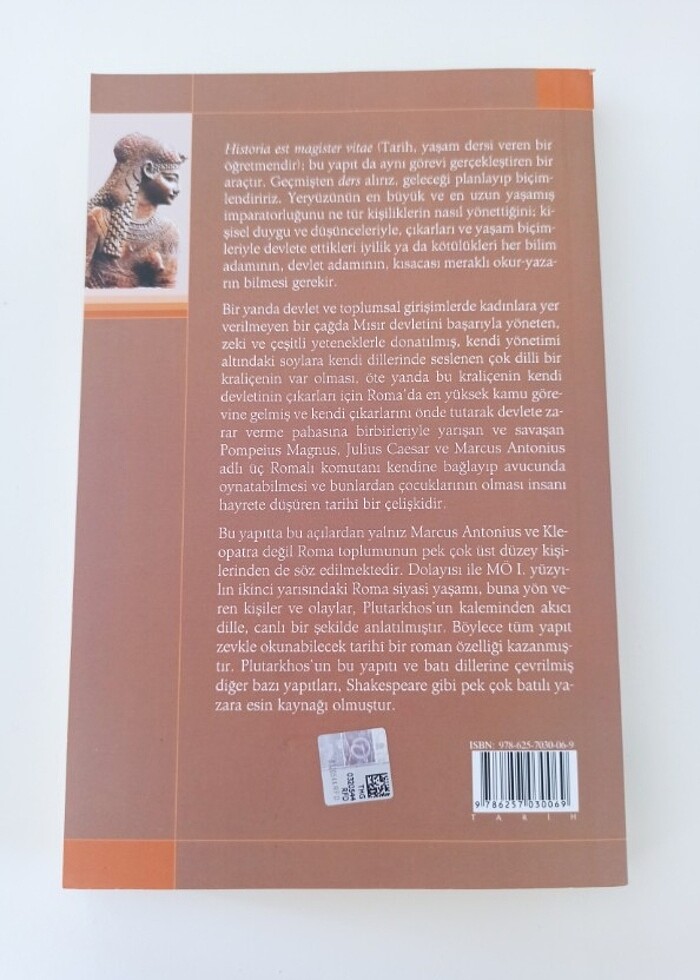 Historia est magister vitae (Tarih, yaşam dersi veren bir
öğretmendir); bu yapıt da aynı görevi gerçekleştiren bir
araçtır. Geçmişten ders alırız, geleceği planlayıp biçim-
lendiririz. Yeryüzünün en büyük ve en uzun yaşamış
imparatorluğunu ne tür kişiliklerin nasıl yönettiğini; ki-
şisel duygu ve düşünceleriyle, çıkarları ve yaşam biçim-
leriyle devlete ettikleri iyilik ya da kötülükleri her bilim
adamının, devlet adamının, kısacası meraklı okur-yaza-
rın bilmesi gerekir.
Bir yanda devlet ve toplumsal girişimlerde kadınlara yer
verilmeyen bir çağda Mısır devletini başarıyla yöneten,
zeki ve çeşitli yeteneklerle donatılmış, kendi yönetimi
altındaki soylara kendi dillerinde seslenen çok dilli bir
kraliçenin var olması, öte yanda bu kraliçenin kendi
devletinin çıkarları için Roma'da en yüksek kamu göre-
vine gelmiş ve kendi çıkarlarını önde tutarak devlete za-
rar verme pahasına birbirleriyle yarışan ve savaşan
Pompeius Magnus, Julius Caesar ve Marcus Antonius
adlı üç Romalı komutanı kendine bağlayıp avucunda
oynatabilmesi ve bunlardan çocuklarının olması insanı
hayrete düşüren tarihi bir çelişkidir.
Bu yapıtta bu açılardan yalnız Marcus Antonius ve Kle-
opatra değil Roma toplumunun pek çok üst düzey kişi-
lerinden de söz edilmektedir. Dolayısı ile MÖ I. yüzyı-
lın ikinci yarısındaki Roma siyasi yaşamı, buna yön ve-
ren kişiler ve olaylar, Plutarkhos'un kaleminden akıcı
dille, canlı bir şekilde anlatılmıştır. Böylece tüm yapıt
zevkle okunabilecek tarihî bir roman özelliği kazanmış-
tır. Plutarkhos'un bu yapıtı ve batı dillerine çevrilmiş
diğer bazı yapıtları, Shakespeare gibi pek çok batılı ya-
zara esin kaynağı olmuştur.
ISBN: 978-625-7030-06-9
9 786257 030069
TARİH
THG
0320544
RFO